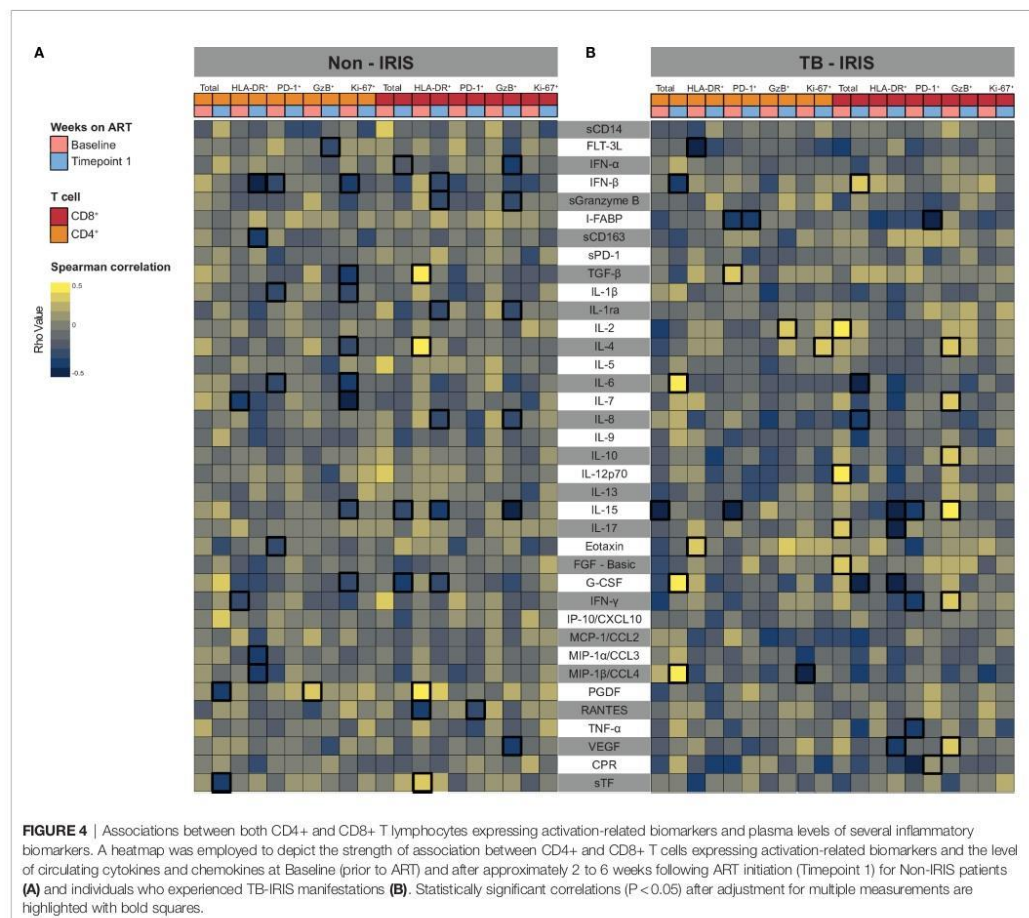 A
Non - IRIS
B
TB - IRIS
Total HLA-DR⁺ PD-1⁺ GzB⁺ Ki-67⁺ Total HLA-DR⁺ PD-1⁺ GzB⁺ Ki-67⁺
Total HLA-DR⁺ PD-1⁺ GzB⁺ Ki-67⁺ Total HLA-DR⁺ PD-1⁺ GzB⁺ Ki-67⁺
Weeks on ART
Baseline
Timepoint 1
T cell
CD8⁺
CD4⁺
Spearman correlation
Rho Value
0.5
0
-0.5
sCD14
FLT-3L
IFN-α
IFN-β
sGranzyme B
I-FABP
sCD163
sPD-1
TGF-β
IL-1β
IL-1ra
IL-2
IL-4
IL-5
IL-6
IL-7
IL-8
IL-9
IL-10
IL-12p70
IL-13
IL-15
IL-17
Eotaxin
FGF - Basic
G-CSF
IFN-γ
IP-10/CXCL10
MCP-1/CCL2
MIP-1α/CCL3
MIP-1β/CCL4
PGDF
RANTES
TNF-α
VEGF
CPR
sTF
FIGURE 4 | Associations between both CD4+ and CD8+ T lymphocytes expressing activation-related biomarkers and plasma levels of several inflammatory
biomarkers. A heatmap was employed to depict the strength of association between CD4+ and CD8+ T cells expressing activation-related biomarkers and the level
of circulating cytokines and chemokines at Baseline (prior to ART) and after approximately 2 to 6 weeks following ART initiation (Timepoint 1) for Non-IRIS patients
(A) and individuals who experienced TB-IRIS manifestations (B). Statistically significant correlations (P < 0.05) after adjustment for multiple measurements are
highlighted with bold squares.